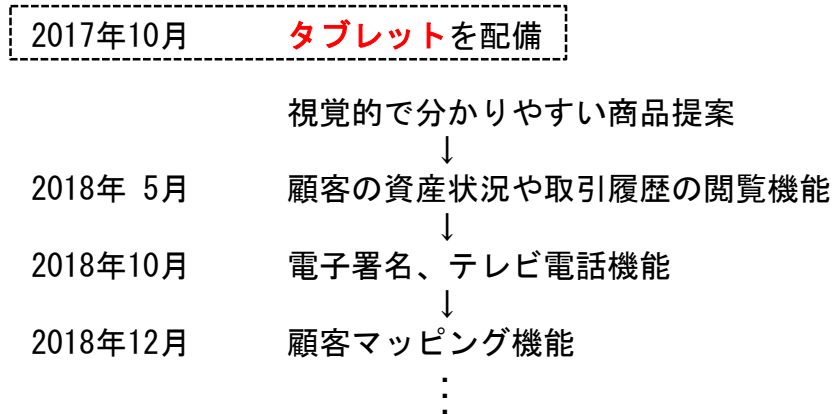 2017年10月 タブレットを配備
視覚的で分かりやすい商品提案
↓
2018年 5月 顧客の資産状況や取引履歴の閲覧機能
↓
2018年10月 電子署名、テレビ電話機能
↓
2018年12月 顧客マッピング機能
⋮